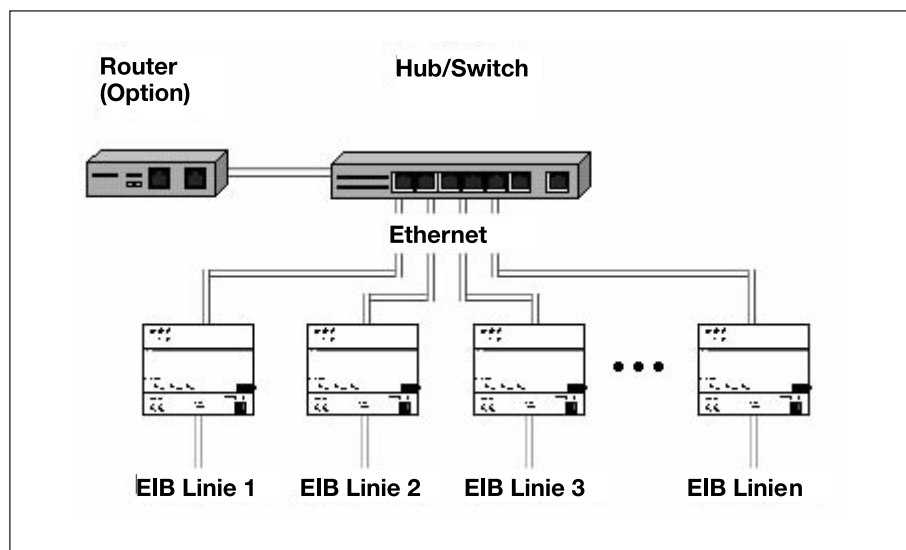 Router
(Option)
Hub/Switch
Ethernet
EIB Linie 1
EIB Linie 2
EIB Linie 3
EIB Linien